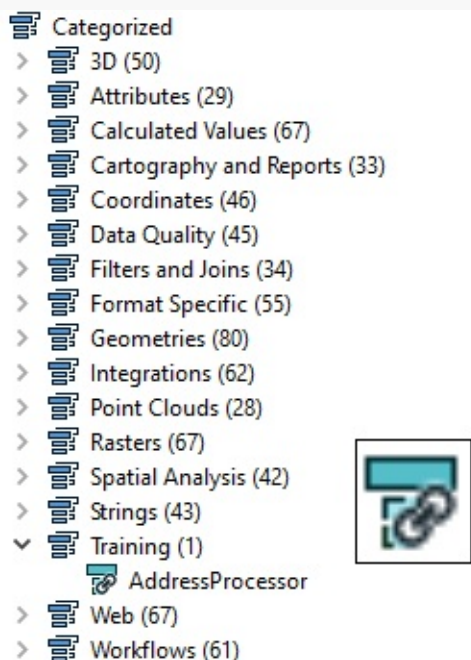 Categorized
3D (50)
Attributes (29)
Calculated Values (67)
Cartography and Reports (33)
Coordinates (46)
Data Quality (45)
Filters and Joins (34)
Format Specific (55)
Geometries (80)
Integrations (62)
Point Clouds (28)
Rasters (67)
Spatial Analysis (42)
Strings (43)
Training (1)
AddressProcessor
Web (67)
Workflows (61)